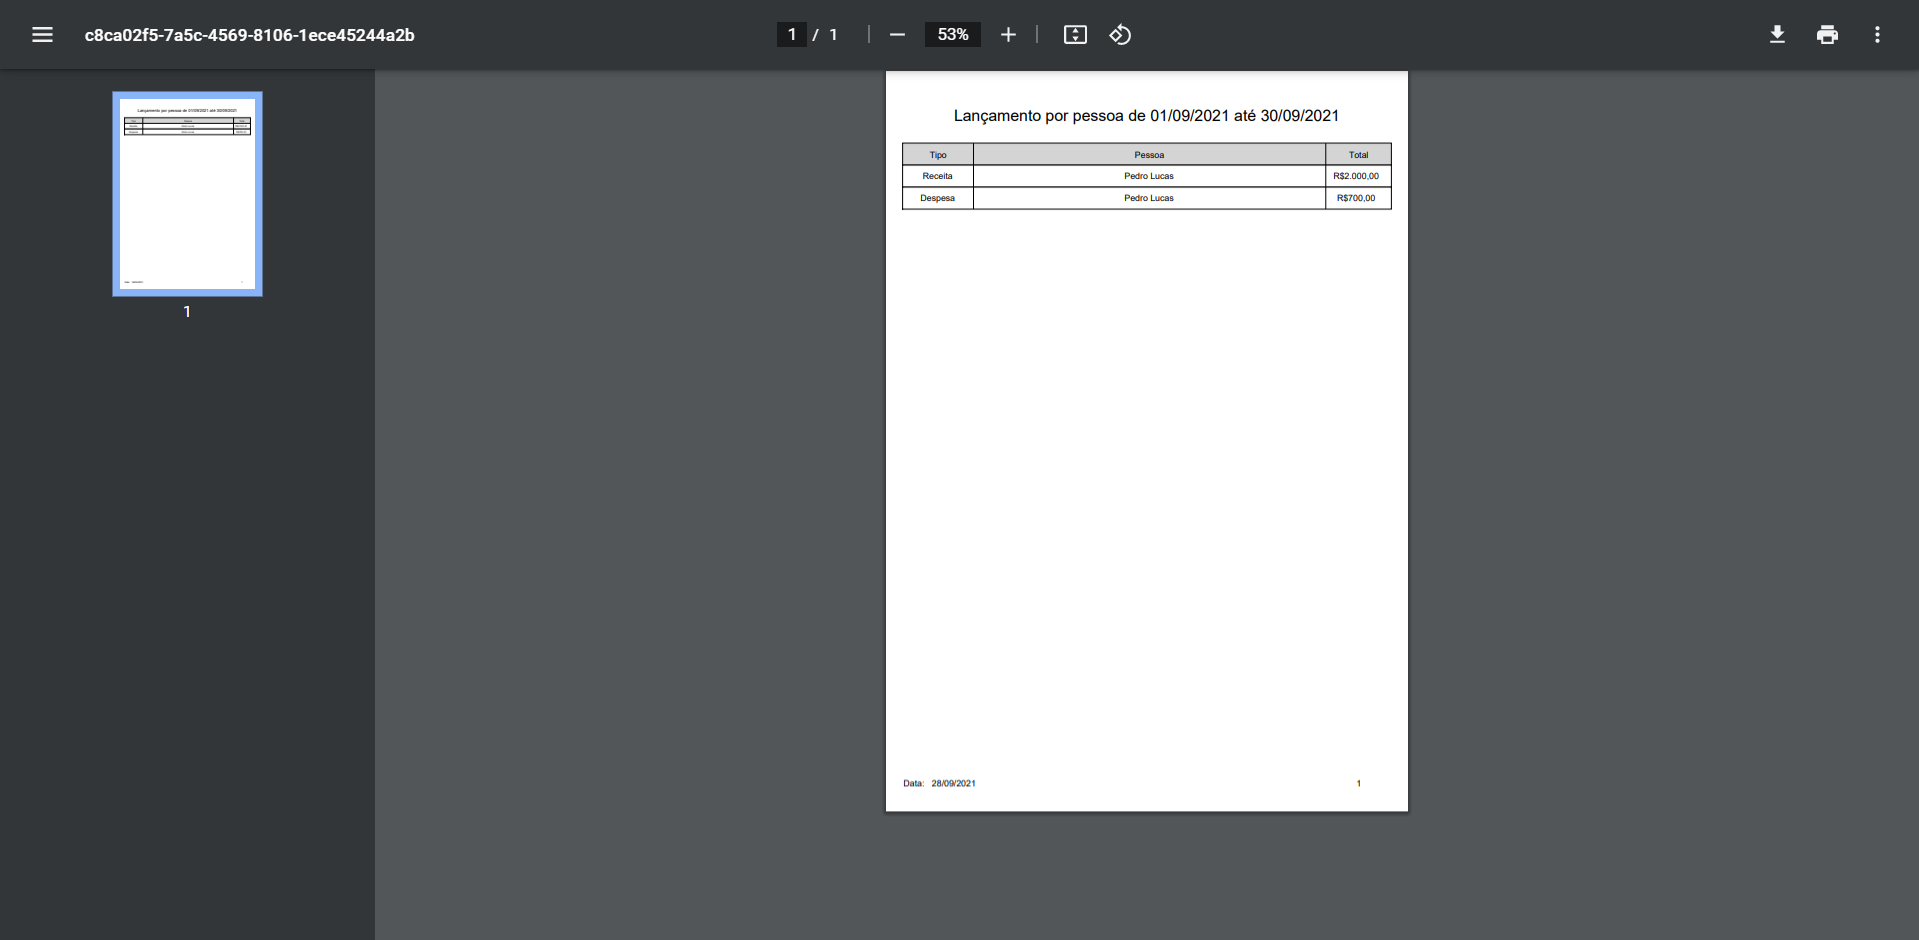 c8ca02f5-7a5c-4569-8106-1ece45244a2b
1 / 1
53%
1
Lançamento por pessoa de 01/09/2021 até 30/09/2021
Tipo Pessoa Total
Receita Pedro Lucas R$2.000,00
Despesa Pedro Lucas R$700,00
Data: 28/09/2021 1